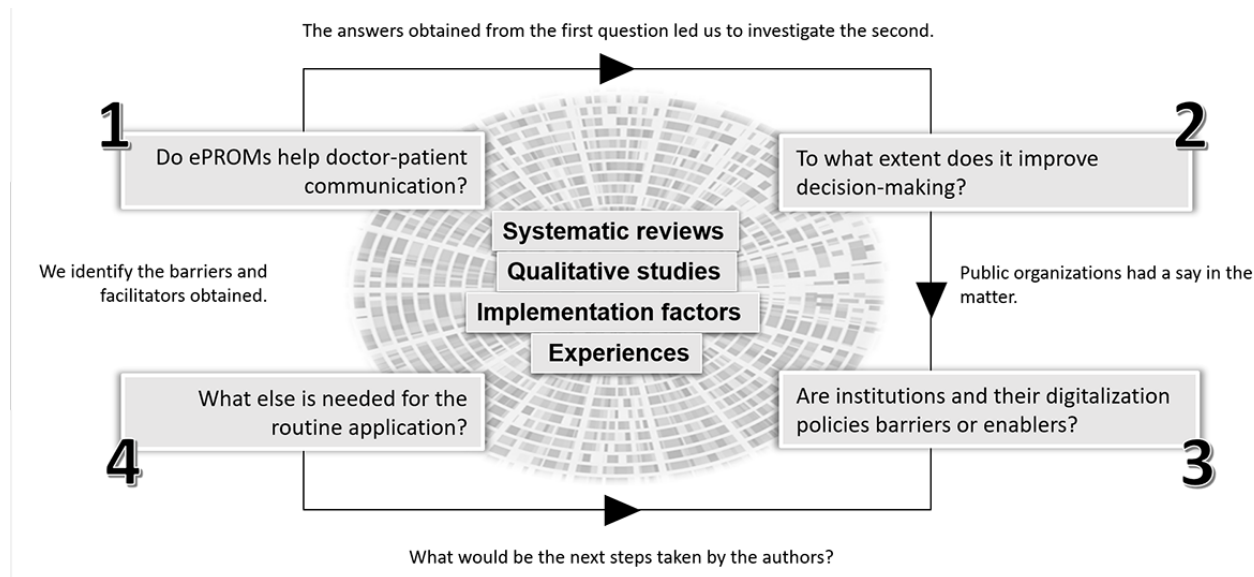 The answers obtained from the first question led us to investigate the second.
1
Do ePROMs help doctor-patient
communication?
2
To what extent does it improve
decision-making?
Systematic reviews
Qualitative studies
Implementation factors
Experiences
We identify the barriers and
facilitators obtained.
Public organizations had a say in the
matter.
What else is needed for the
routine application?
4
Are institutions and their digitalization
policies barriers or enablers?
3
What would be the next steps taken by the authors?